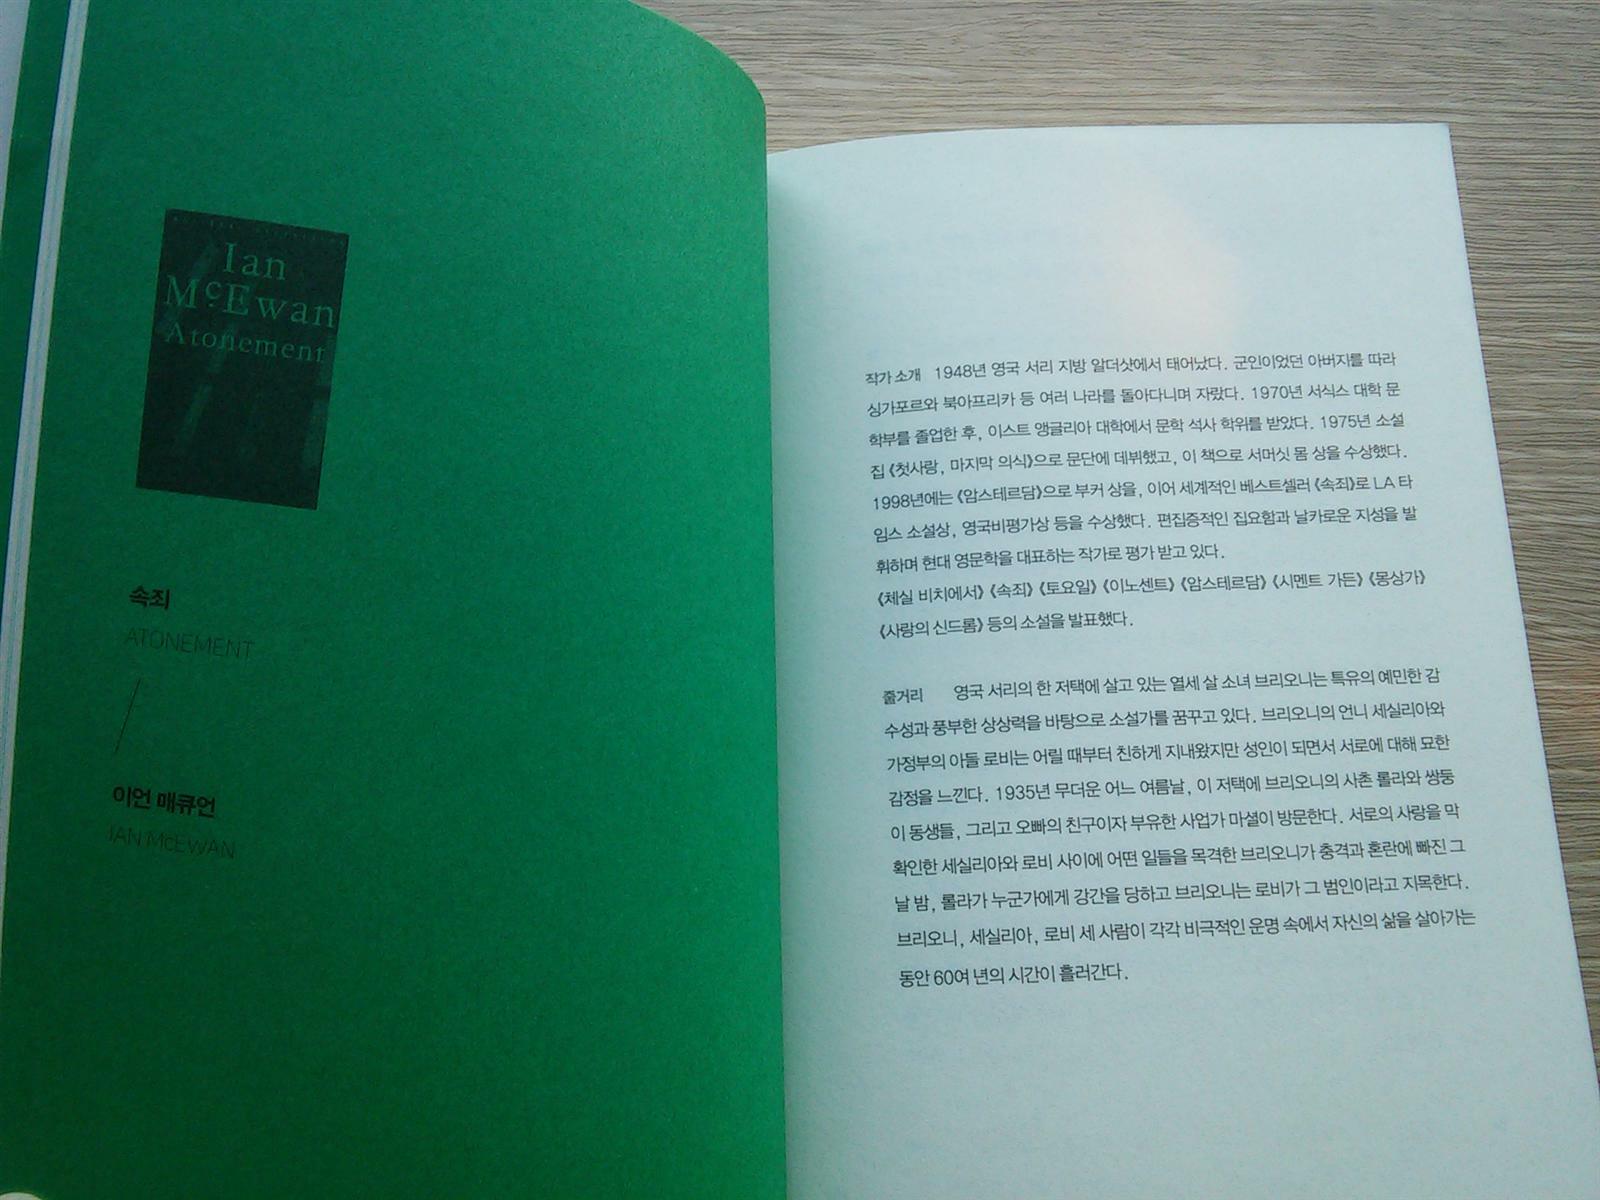 Ian
McEwan
Atonement
속죄
ATONEMENT
이언 매큐언
IAN McEWAN
작가 소개 1948년 영국 서리 지방 알더샷에서 태어났다. 군인이었던 아버지를 따라
싱가포르와 북아프리카 등 여러 나라를 돌아다니며 자랐다. 1970년 서식스 대학 문
학부를 졸업한 후, 이스트 앵글리아 대학에서 문학 석사 학위를 받았다. 1975년 소설
집 《첫사랑, 마지막 의식》으로 문단에 데뷔했고, 이 책으로 서머싯 몸 상을 수상했다.
1998년에는 《암스테르담》으로 부커 상을, 이어 세계적인 베스트셀러 《속죄》로 LA 타
임스 소설상, 영국비평가상 등을 수상했다. 편집증적인 집요함과 날카로운 지성을 발
휘하며 현대 영문학을 대표하는 작가로 평가 받고 있다.
《체실 비치에서》 《속죄》 《토요일》 《이노센트》 《암스테르담》 《시멘트 가든》 《몽상가》
《사랑의 신드롬》 등의 소설을 발표했다.
줄거리 영국 서리의 한 저택에 살고 있는 열세 살 소녀 브리오니는 특유의 예민한 감
수성과 풍부한 상상력을 바탕으로 소설가를 꿈꾸고 있다. 브리오니의 언니 세실리아와
가정부의 아들 로비는 어릴 때부터 친하게 지내왔지만 성인이 되면서 서로에 대해 묘한
감정을 느낀다. 1935년 무더운 어느 여름날, 이 저택에 브리오니의 사촌 롤라와 쌍둥
이 동생들, 그리고 오빠의 친구이자 부유한 사업가 마셜이 방문한다. 서로의 사랑을 막
확인한 세실리아와 로비 사이에 어떤 일들을 목격한 브리오니가 충격과 혼란에 빠진 그
날 밤, 롤라가 누군가에게 강간을 당하고 브리오니는 로비가 그 범인이라고 지목한다.
브리오니, 세실리아, 로비 세 사람이 각각 비극적인 운명 속에서 자신의 삶을 살아가는
동안 60여 년의 시간이 흘러간다.